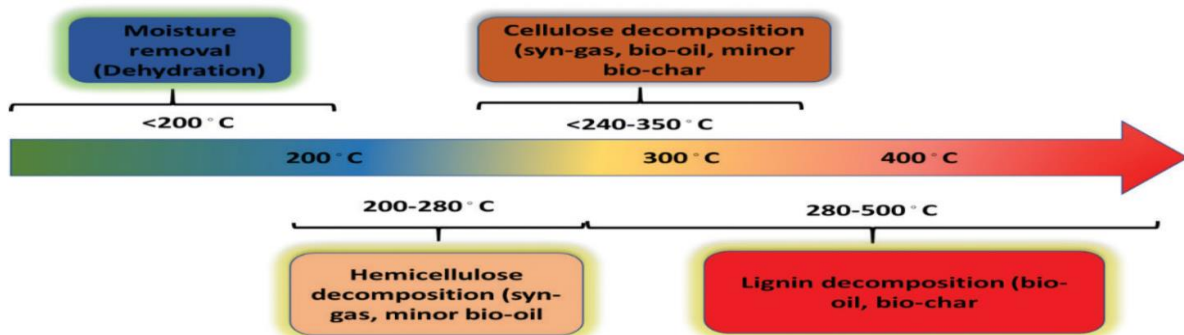 Moisture
removal
(Dehydration)
Cellulose decomposition
(syn-gas, bio-oil, minor
bio-char
<200°C
<240-350°C
200°C
300°C
400°C
200-280°C
280-500°C
Hemicellulose
decomposition (syn-
gas, minor bio-oil
Lignin decomposition (bio-
oil, bio-char